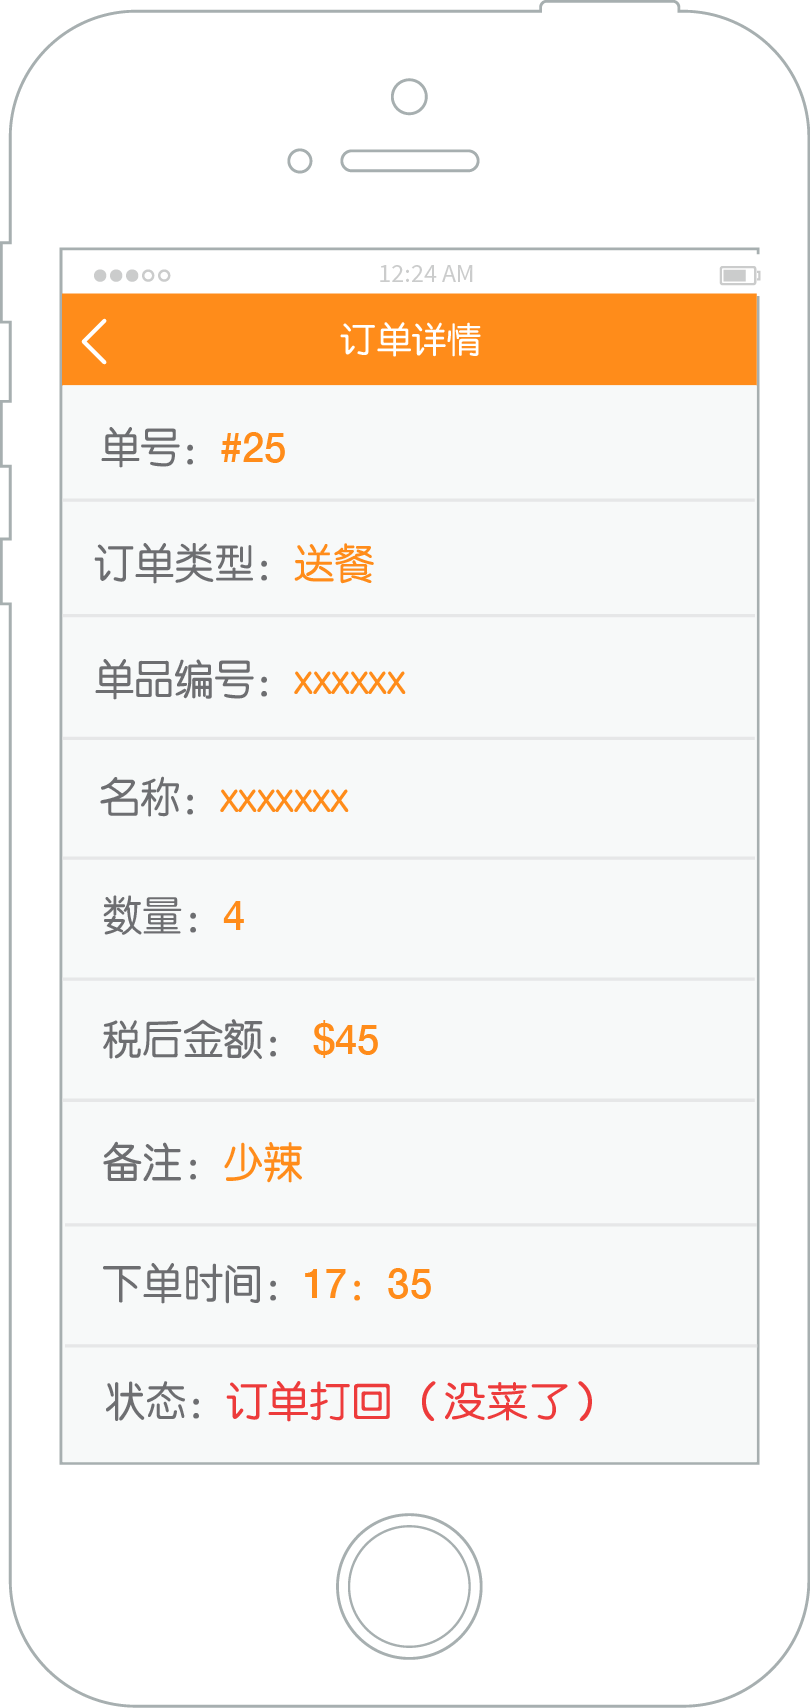 12:24 AM
订单详情
单号：#25
订单类型：送餐
单品编号：xxxxxx
名称：xxxxxxx
数量：4
税后金额： $45
备注：少辣
下单时间：17：35
状态：订单打回（没菜了）